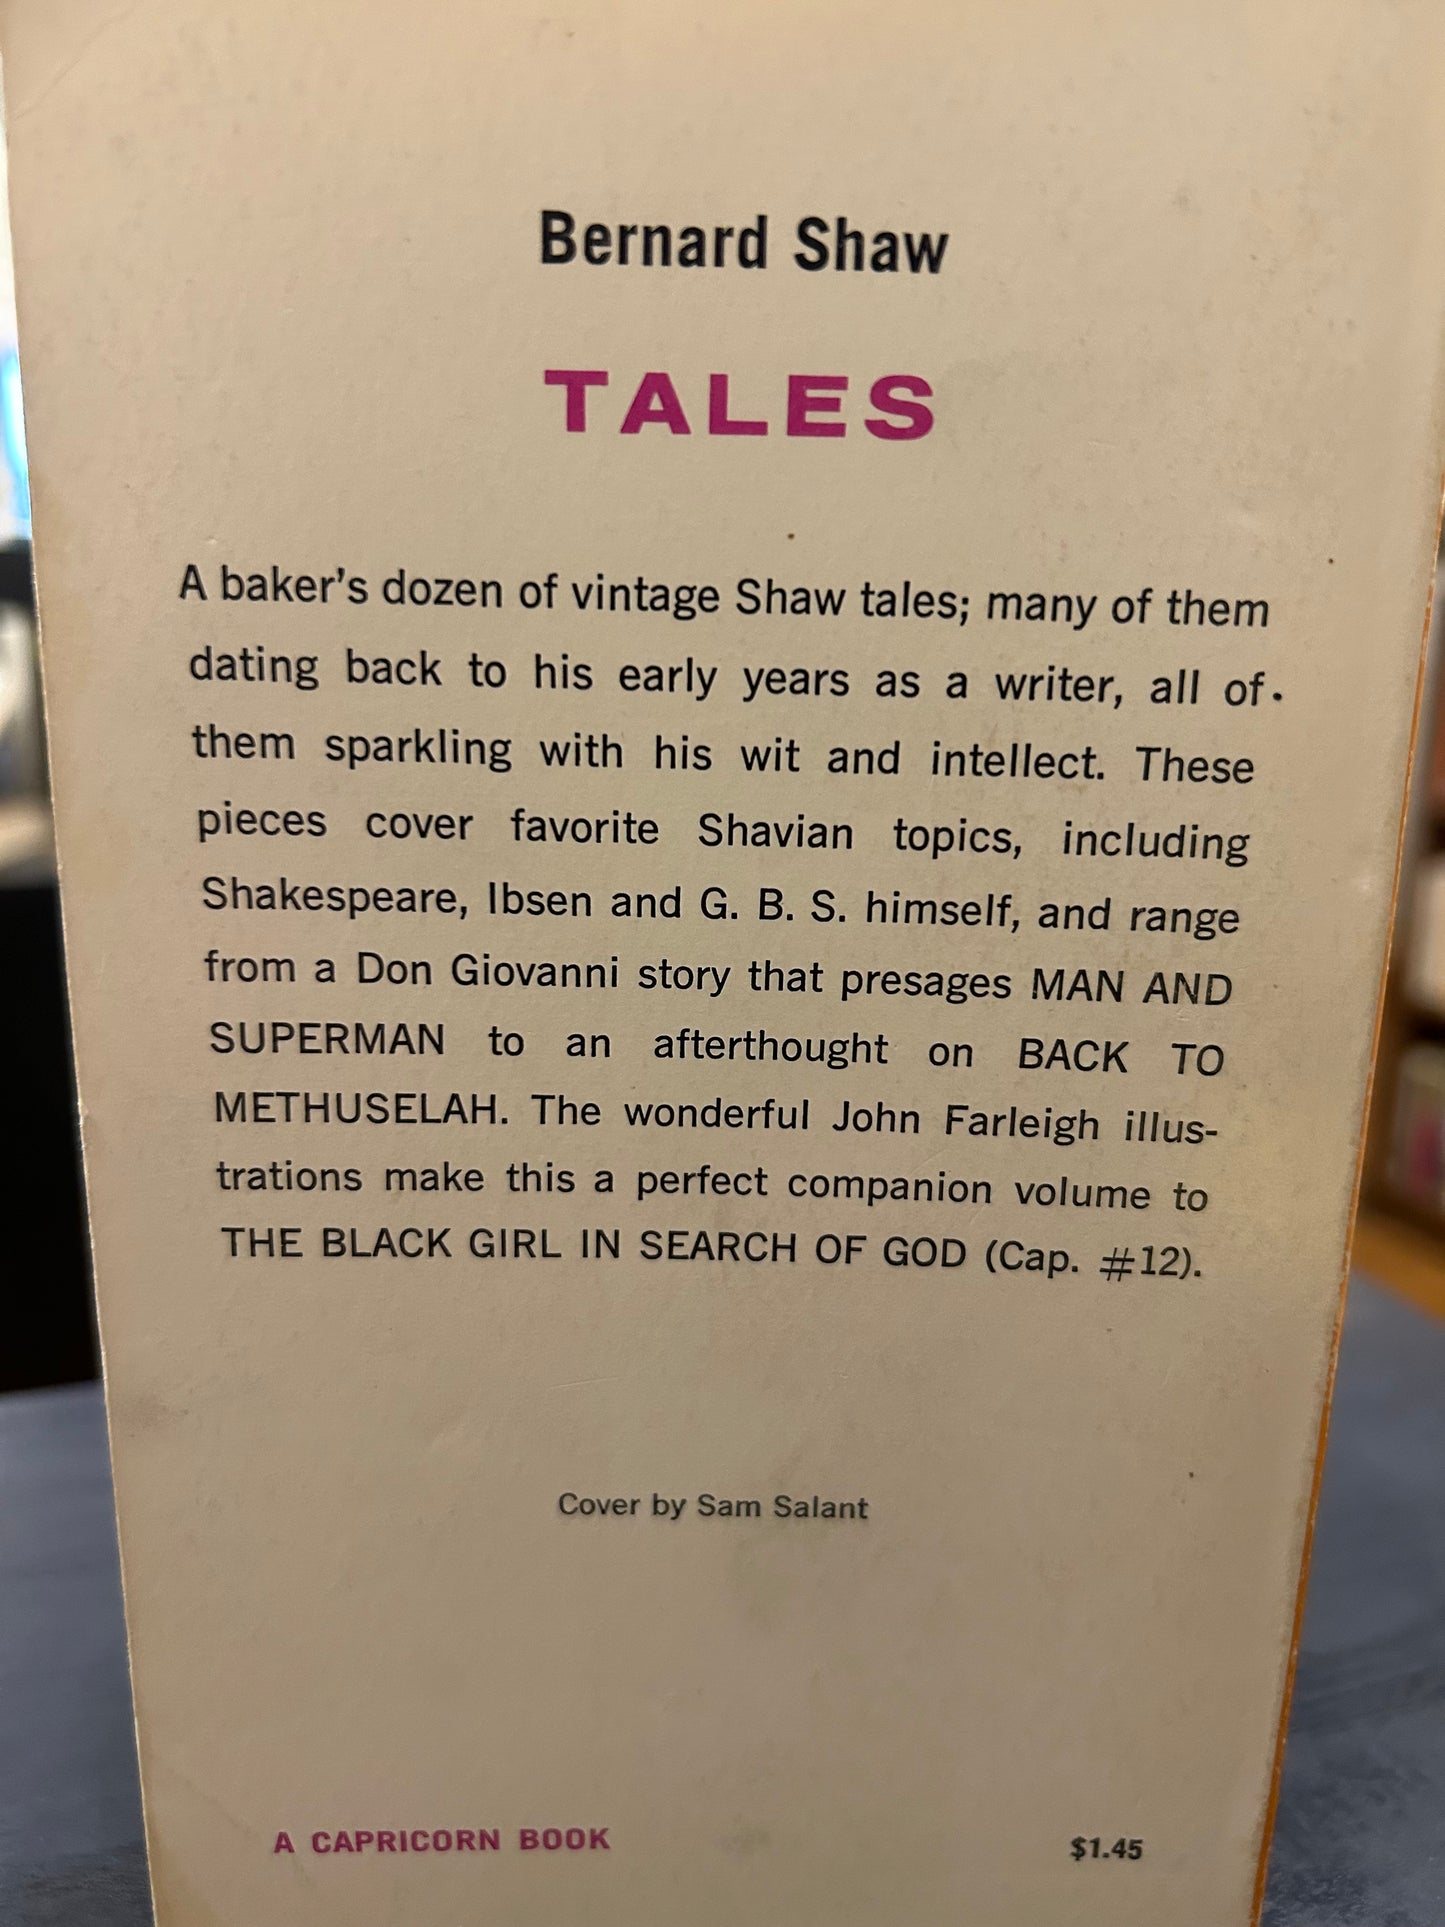 Bernard Shaw
TALES
A baker's dozen of vintage Shaw tales; many of them
dating back to his early years as a writer, all of
them sparkling with his wit and intellect. These
pieces cover favorite Shavian topics, including
Shakespeare, Ibsen and G. B. S. himself, and range
from a Don Giovanni story that presages MAN AND
SUPERMAN to an afterthought on BACK TO
METHUSELAH. The wonderful John Farleigh illus-
trations make this a perfect companion volume to
THE BLACK GIRL IN SEARCH OF GOD (Cap. #12).
Cover by Sam Salant
A CAPRICORN BOOK
$1.45